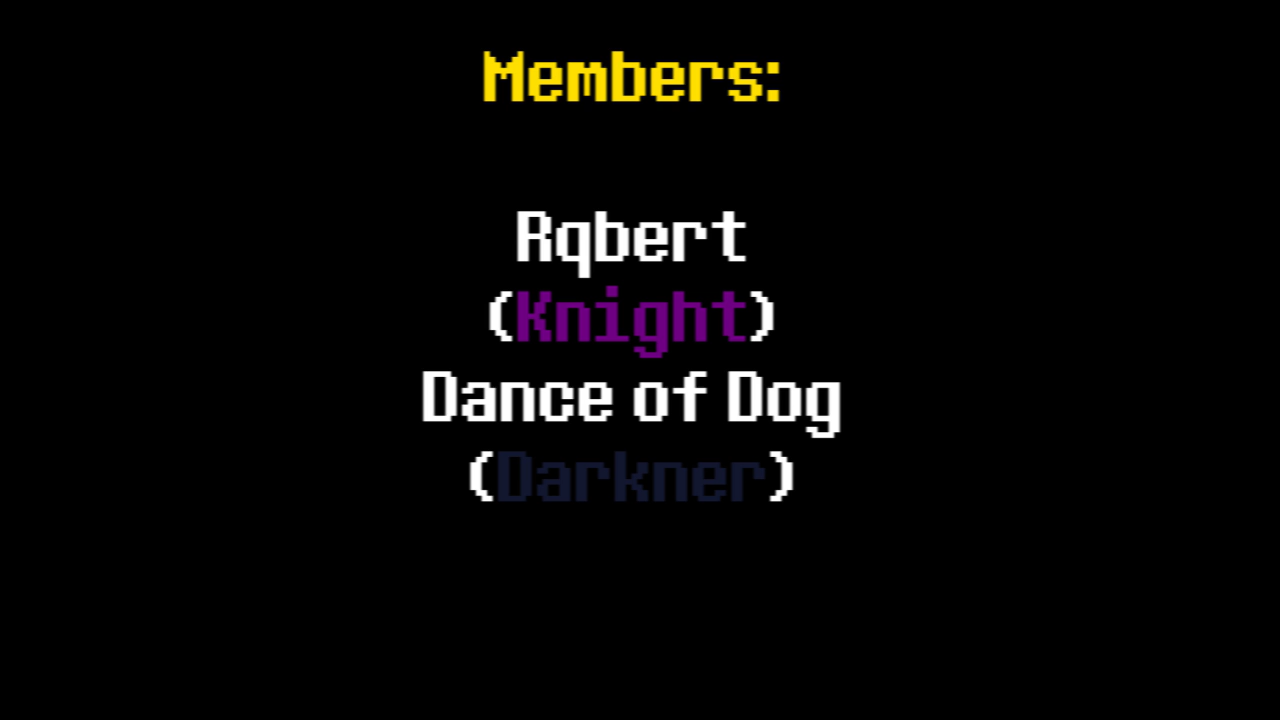 Members:
Rqbert
(Knight)
Dance of Dog
(Darkner)